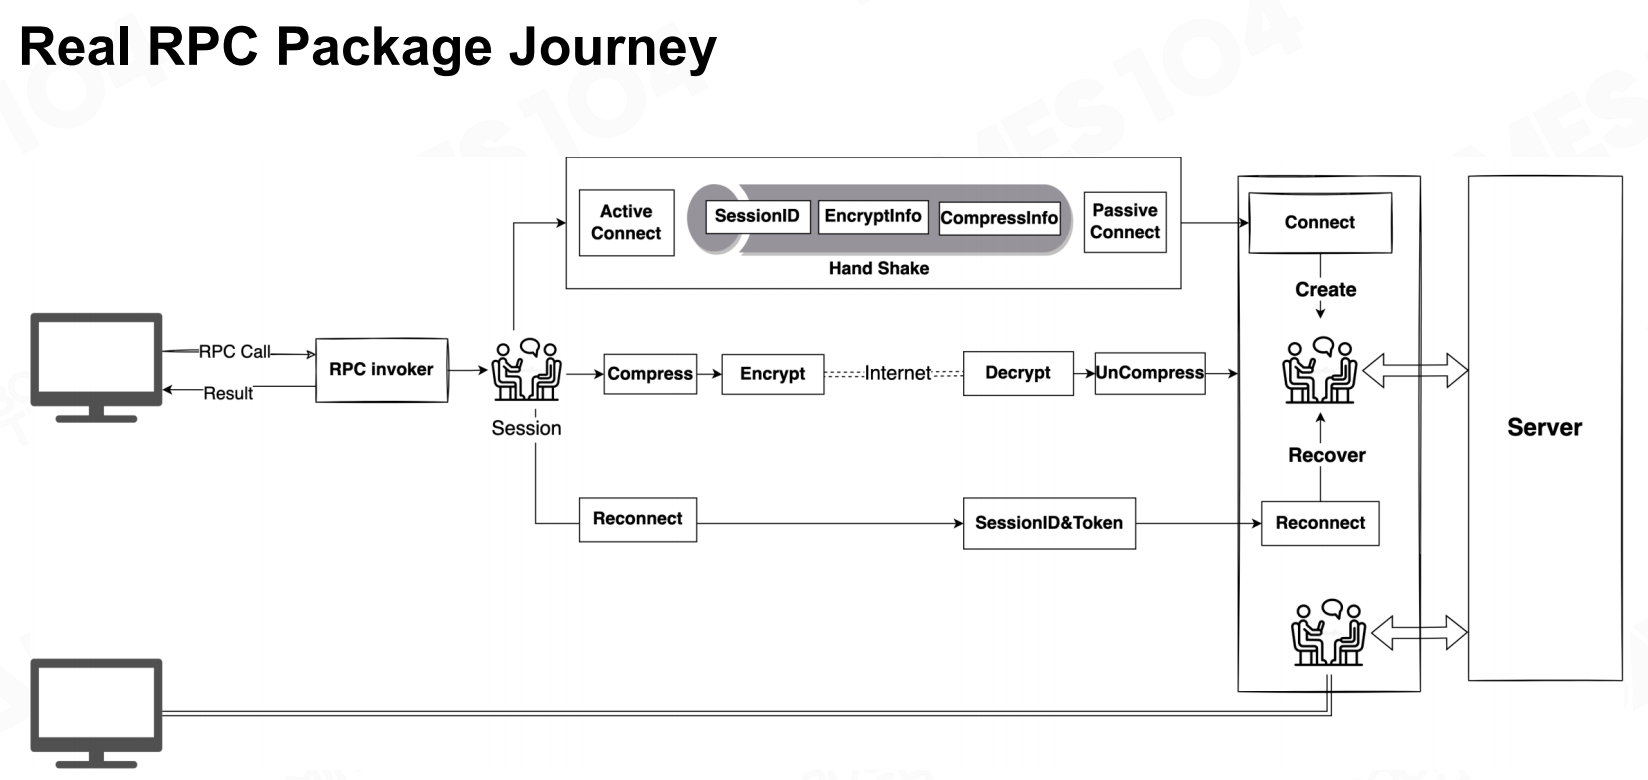 Real RPC Package Journey
Active
Connect
SessionID
EncryptInfo
CompressInfo
Hand Shake
Passive
Connect
Connect
Create
RPC Call
Result
RPC invoker
Session
Compress
Encrypt
Internet
Decrypt
UnCompress
Server
Recover
Reconnect
SessionID&Token
Reconnect